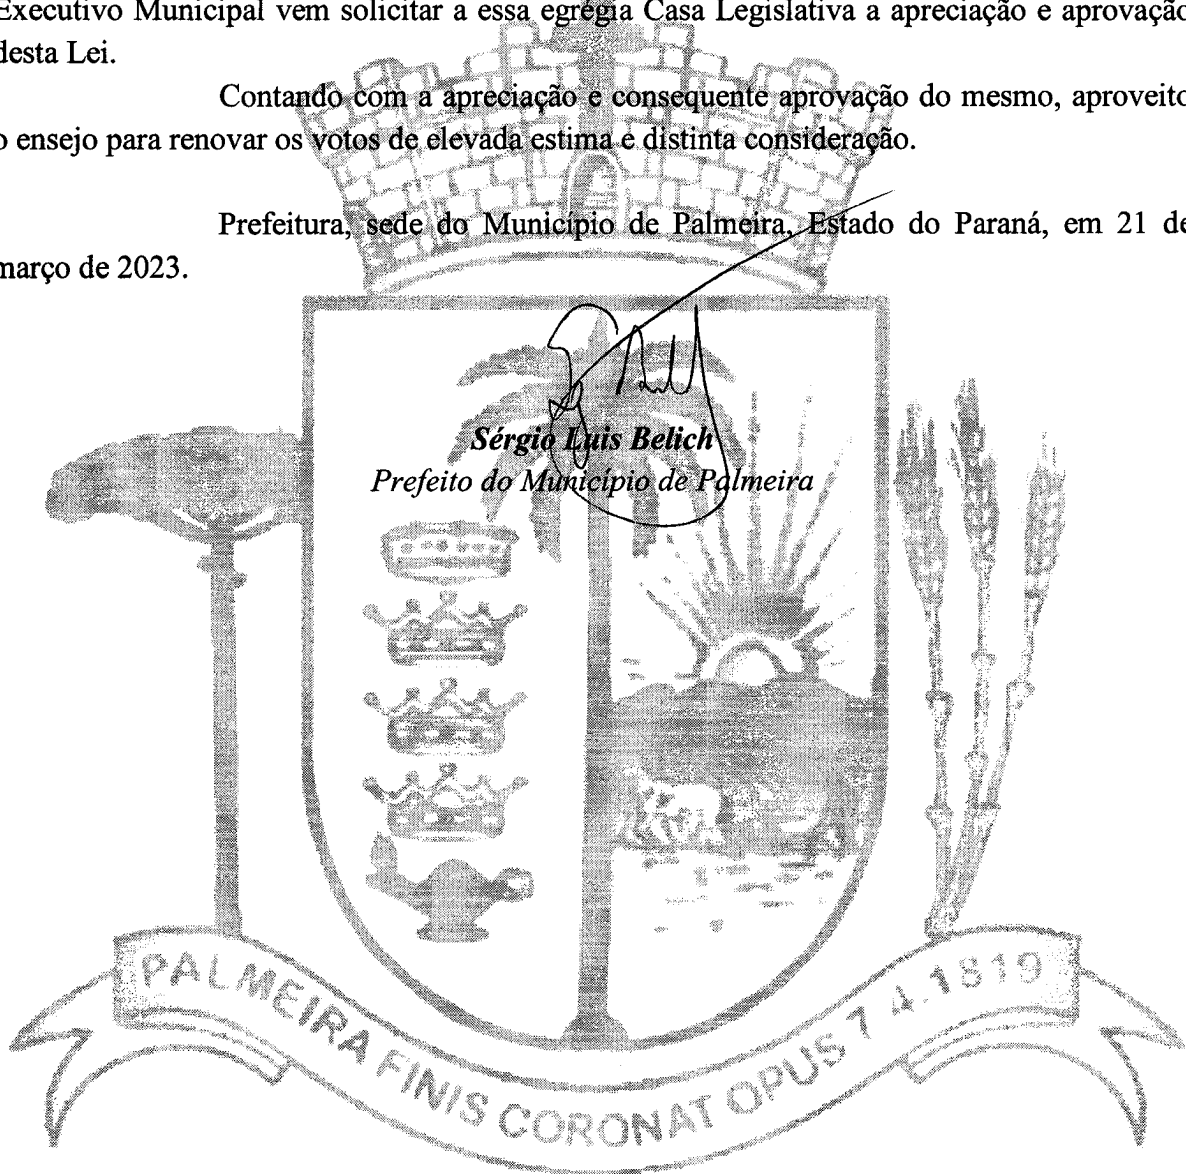 Executivo Municipal vem solicitar a essa egrégia Casa Legislativa a apreciação e aprovação
desta Lei.
Contando com a apreciação e consequente aprovação do mesmo, aproveito
o ensejo para renovar os votos de elevada estima e distinta consideração.
Prefeitura, sede do Município de Palmeira, Estado do Paraná, em 21 de
março de 2023.
Sérgio Luis Belich
Prefeito do Município de Palmeira
PALMEIRA FINIS CORONAT OPUS 7.4.1819